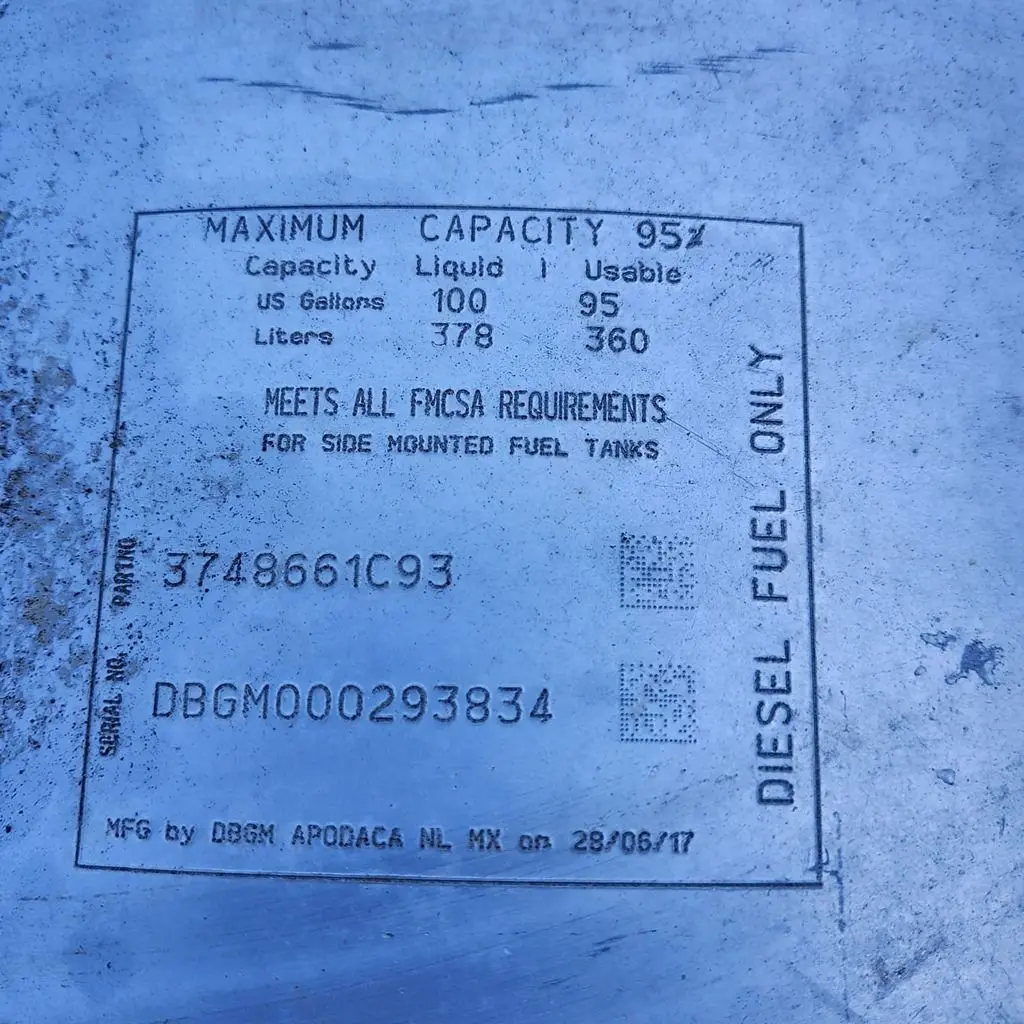 MAXIMUM CAPACITY 95%
Capacity Liquid | Usable
US Gallons 100 95
Liters 378 360
MEETS ALL FMCSA REQUIREMENTS
FOR SIDE MOUNTED FUEL TANKS
PARTNO 3748661C93
SERIAL NO. DBGM000293834
MFG by DBGM APODACA NL MX on 28/06/17
DIESEL FUEL ONLY